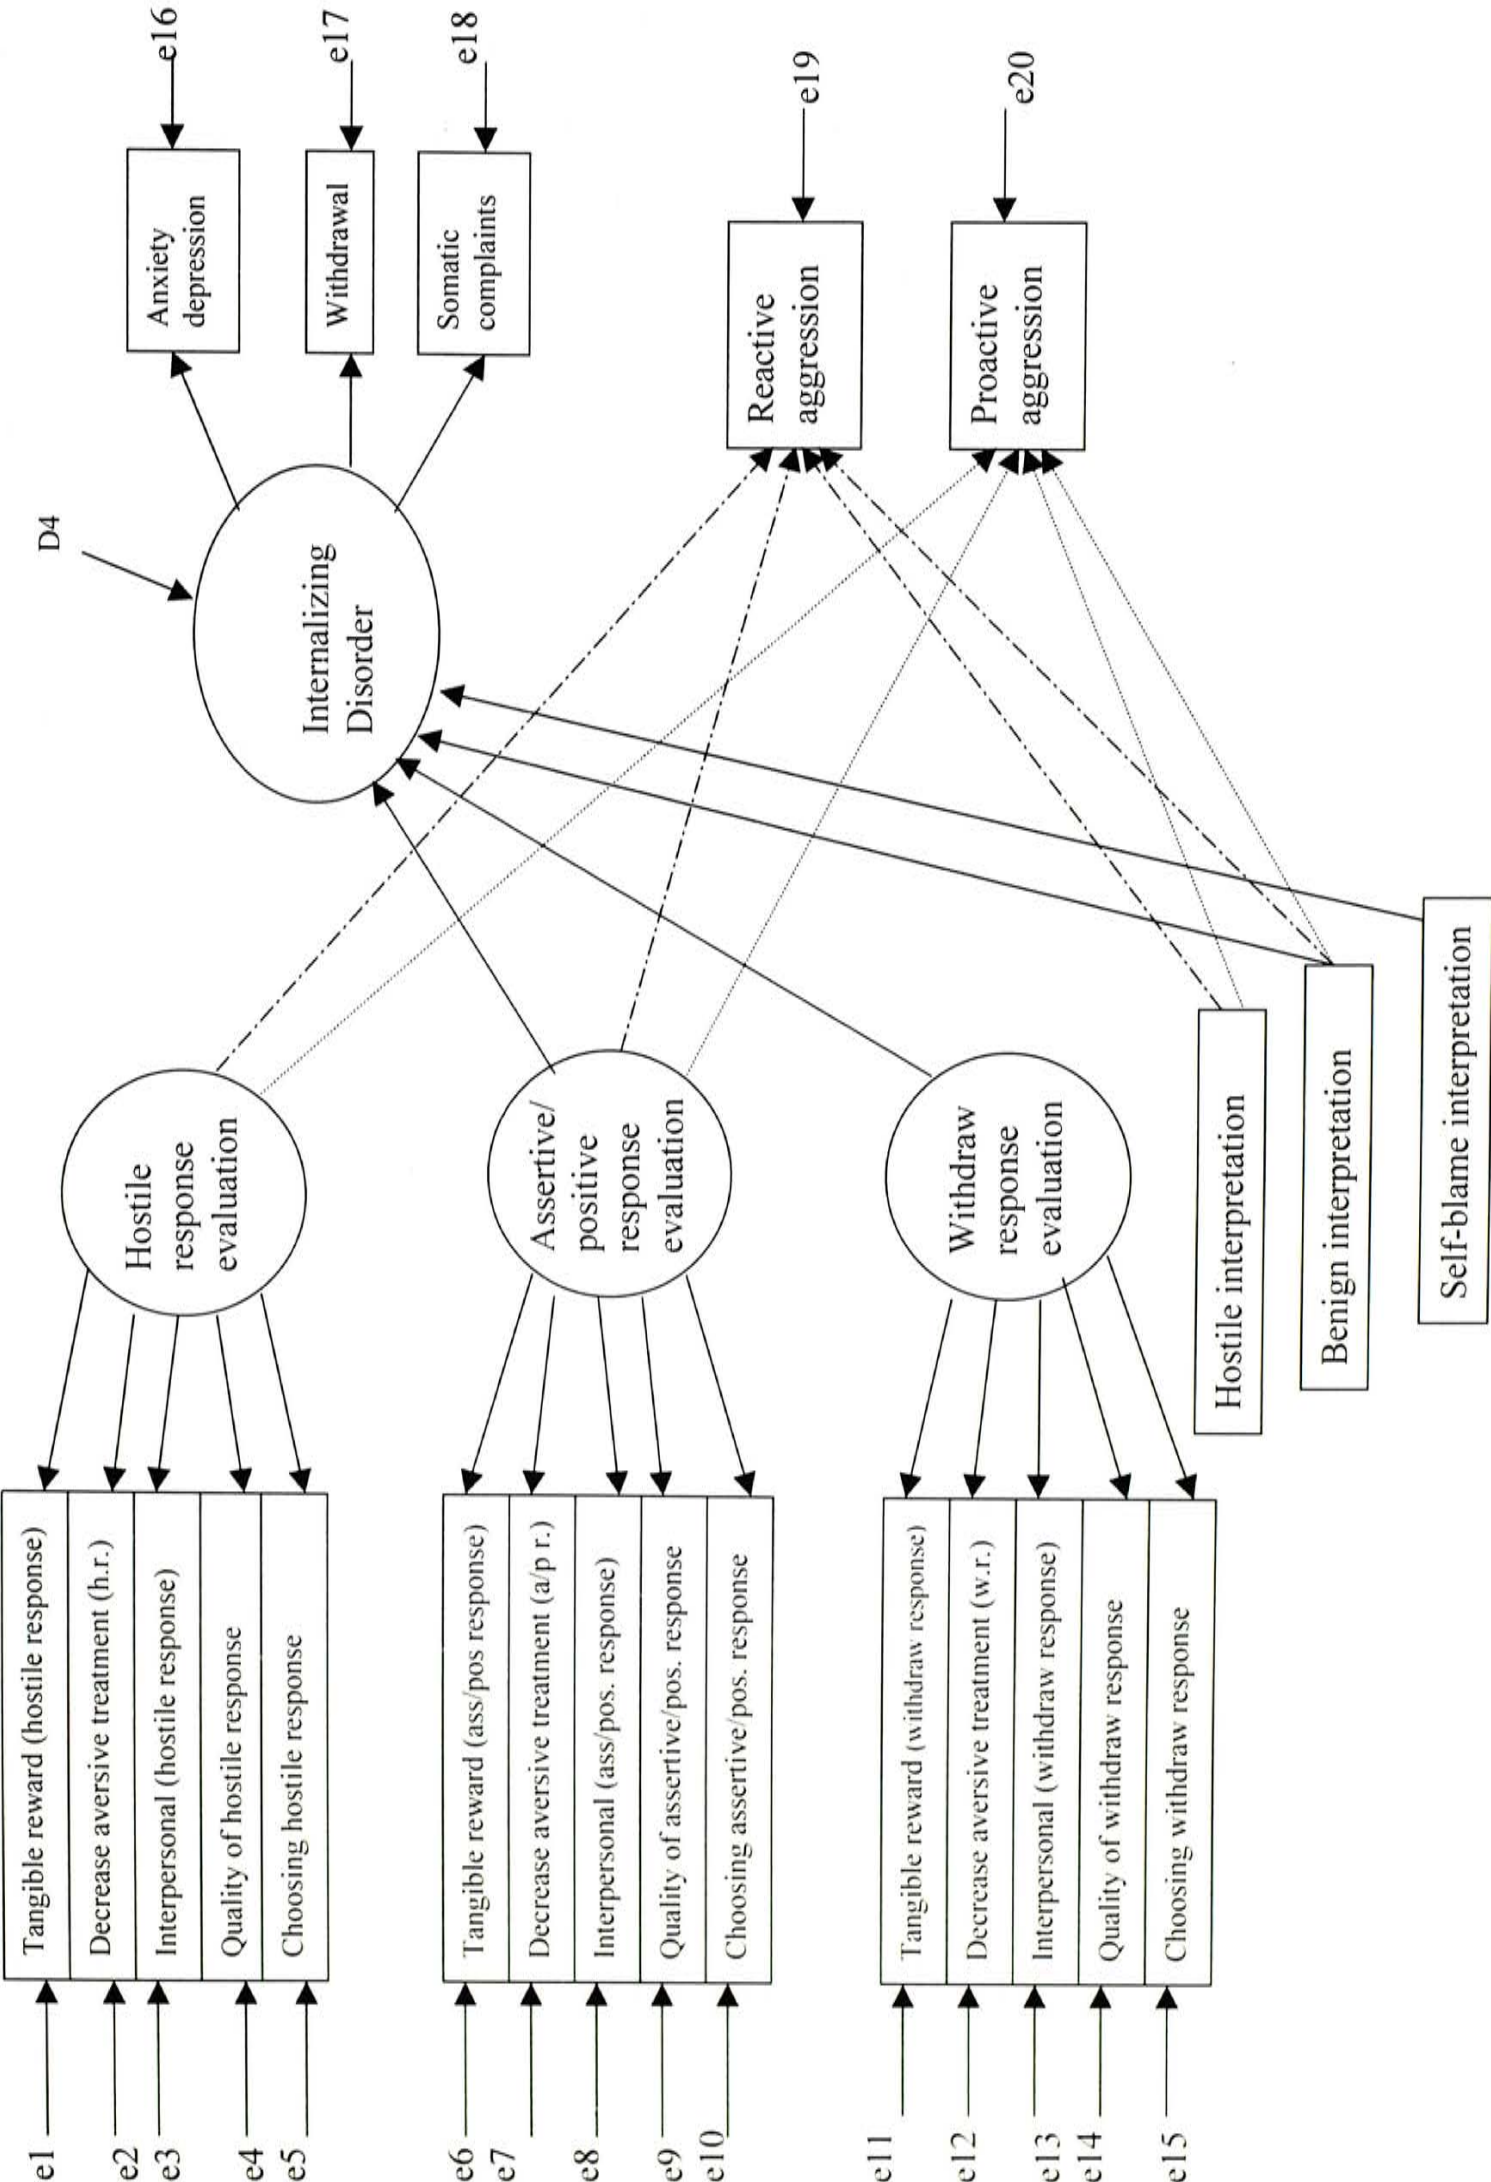 e1
e2
e3
e4
e5
Tangible reward (hostile response)
Decrease aversive treatment (h.r.)
Interpersonal (hostile response)
Quality of hostile response
Choosing hostile response
Hostile
response
evaluation
e6
e7
e8
e9
e10
Tangible reward (ass/pos response)
Decrease aversive treatment (a/p r.)
Interpersonal (ass/pos. response)
Quality of assertive/pos. response
Choosing assertive/pos. response
Assertive/
positive
response
evaluation
e11
e12
e13
e14
e15
Tangible reward (withdraw response)
Decrease aversive treatment (w.r.)
Interpersonal (withdraw response)
Quality of withdraw response
Choosing withdraw response
Withdraw
response
evaluation
Hostile interpretation
Benign interpretation
Self-blame interpretation
D4
Internalizing
Disorder
Anxiety
depression
e16
Withdrawal
e17
Somatic
complaints
e18
Reactive
aggression
e19
Proactive
aggression
e20